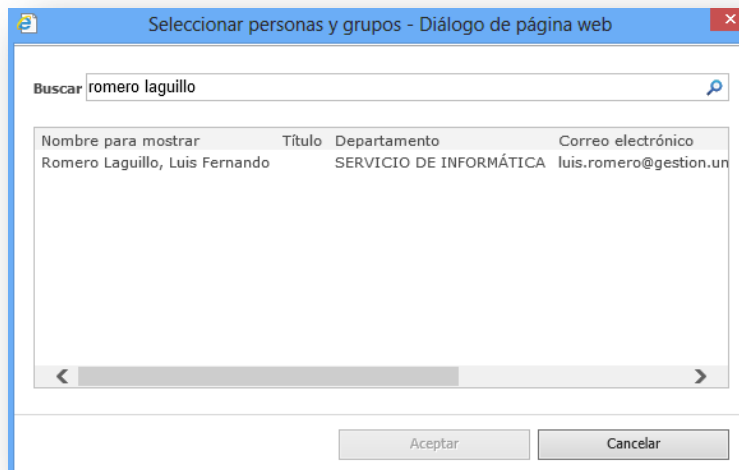 Seleccionar personas y grupos - Diálogo de página web
Buscar romero laguillo
Nombre para mostrar Título Departamento Correo electrónico
Romero Laguillo, Luis Fernando SERVICIO DE INFORMÁTICA luis.romero@gestion.un
Aceptar Cancelar